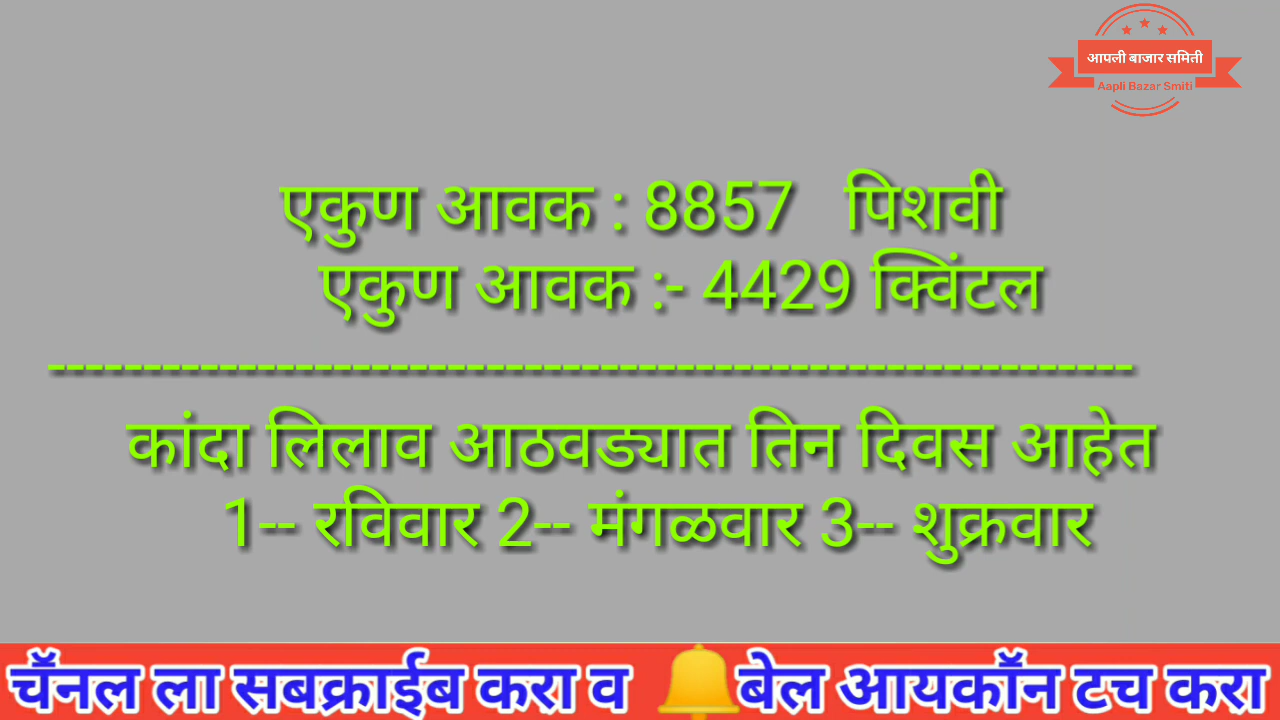 आपली बाजार समिती
Aapli Bazar Smiti
एकुण आवक : 8857 पिशवी
एकुण आवक :- 4429 क्विंटल
---------------------------------------------------------
कांदा लिलाव आठवड्यात तिन दिवस आहेत
1-- रविवार 2-- मंगळवार 3-- शुक्रवार
चॅंनल ला सबक्राईब करा व 🔔बेल आयकॉंन टच करा